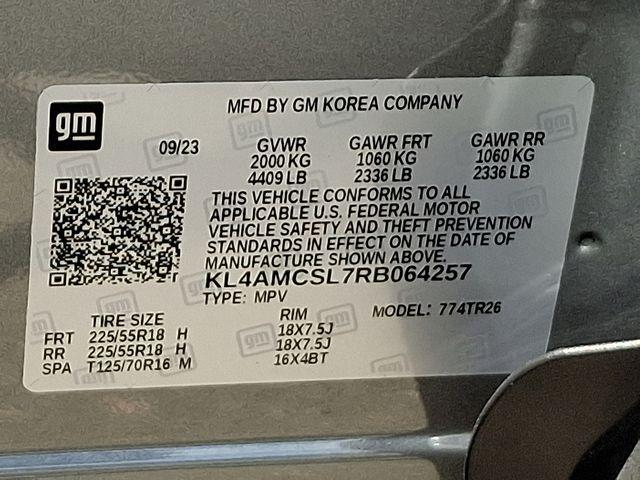 gm
MFD BY GM KOREA COMPANY
09/23
GVWR GAWR FRT GAWR RR
2000 KG 1060 KG 1060 KG
4409 LB 2336 LB 2336 LB
THIS VEHICLE CONFORMS TO ALL
APPLICABLE U.S. FEDERAL MOTOR
VEHICLE SAFETY AND THEFT PREVENTION
STANDARDS IN EFFECT ON THE DATE OF
MANUFACTURE SHOWN ABOVE.
KL4AMCSL7RB064257
TYPE: MPV
TIRE SIZE RIM MODEL: 774TR26
FRT 225/55R18 H 18X7.5J
RR 225/55R18 H 18X7.5J
SPA T125/70R16 M 16X4BT